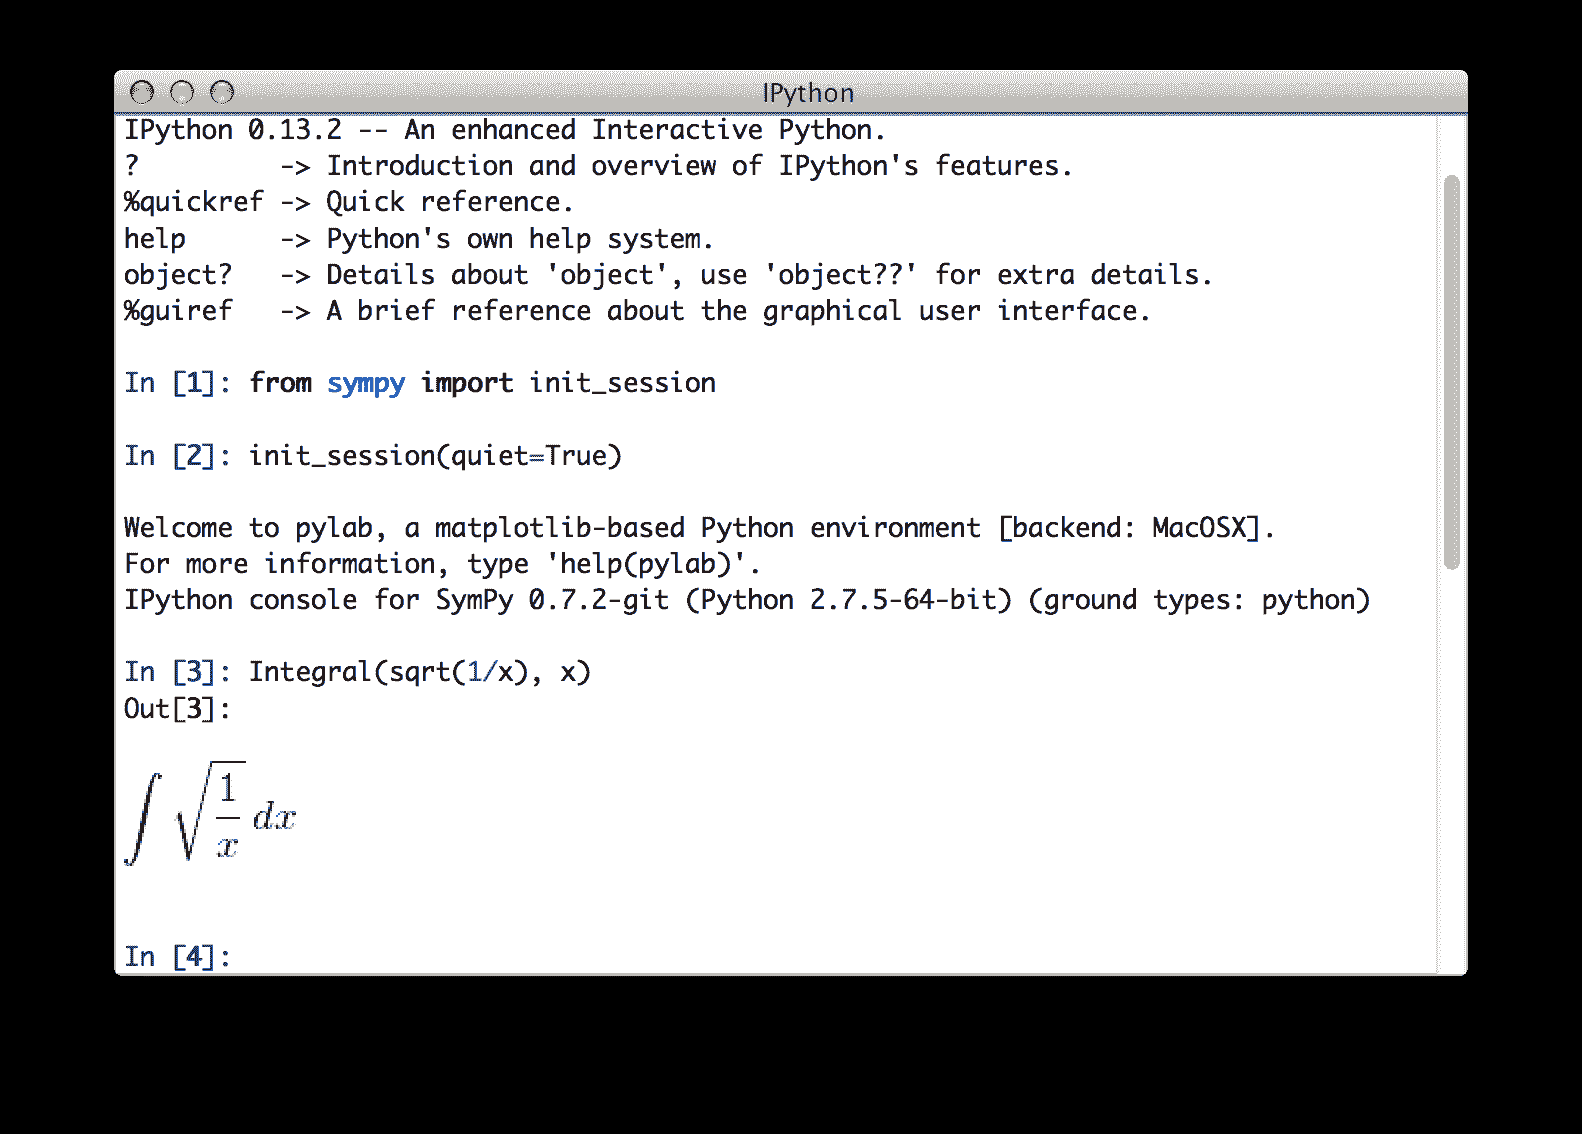 IPython
IPython 0.13.2 -- An enhanced Interactive Python.
?         -> Introduction and overview of IPython's features.
%quickref -> Quick reference.
help      -> Python's own help system.
object?   -> Details about 'object', use 'object??' for extra details.
%guiref   -> A brief reference about the graphical user interface.
In [1]: from sympy import init_session
In [2]: init_session(quiet=True)
Welcome to pylab, a matplotlib-based Python environment [backend: MacOSX].
For more information, type 'help(pylab)'.
IPython console for SymPy 0.7.2-git (Python 2.7.5-64-bit) (ground types: python)
In [3]: Integral(sqrt(1/x), x)
Out[3]:
∫ √(1/x) dx
In [4]: